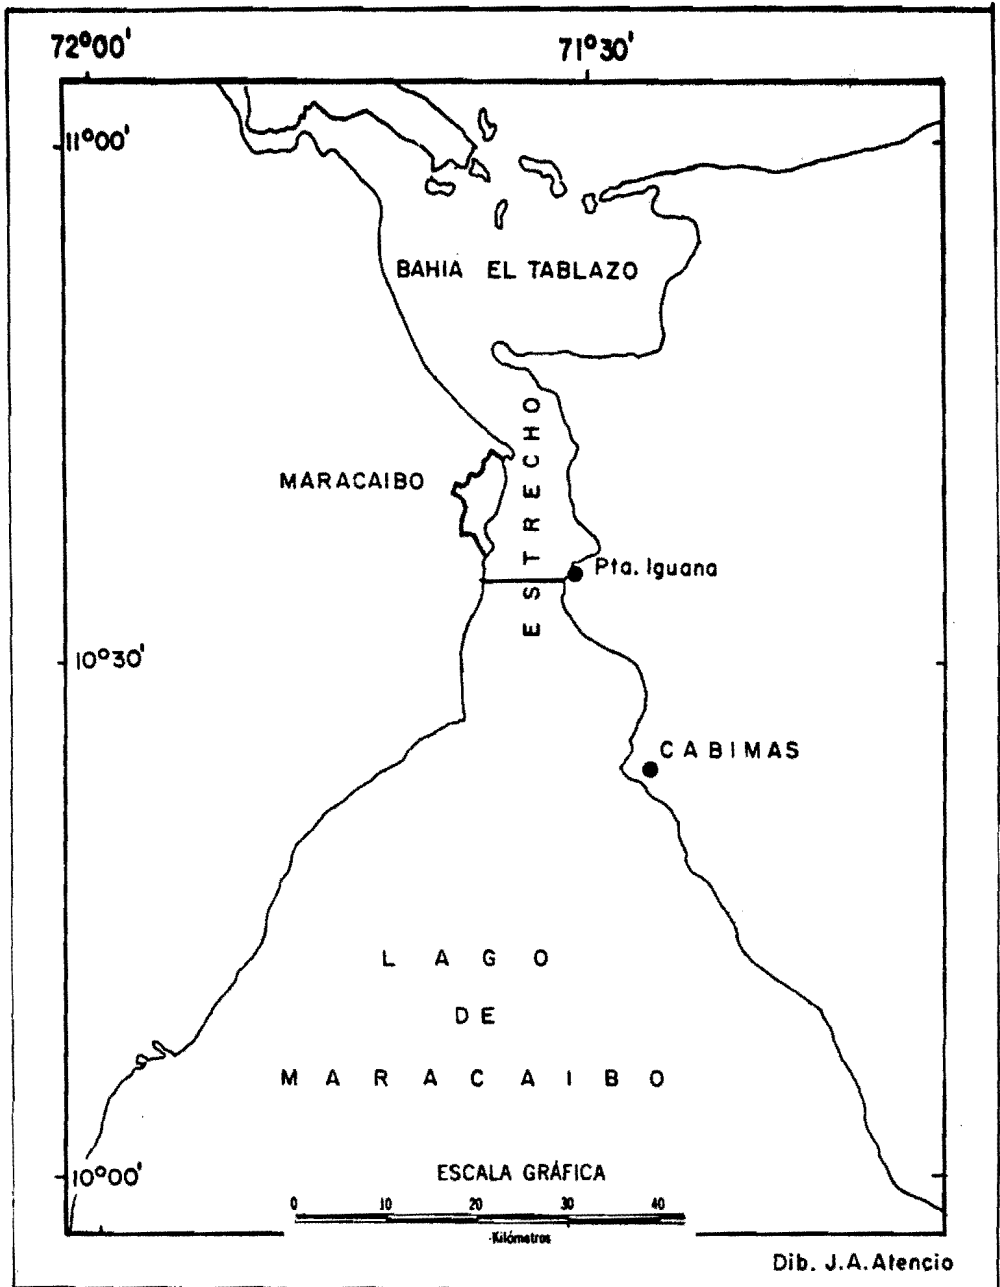 72°00' 71°30'
11°00'
BAHIA EL TABLAZO
ESTRECHO
MARACAIBO
Pta. Iguana
10°30'
CABIMAS
LAGO
DE
MARACAIBO
10°00'
ESCALA GRÁFICA
0 10 20 30 40
Kilómetros
Dib. J.A.Atencio